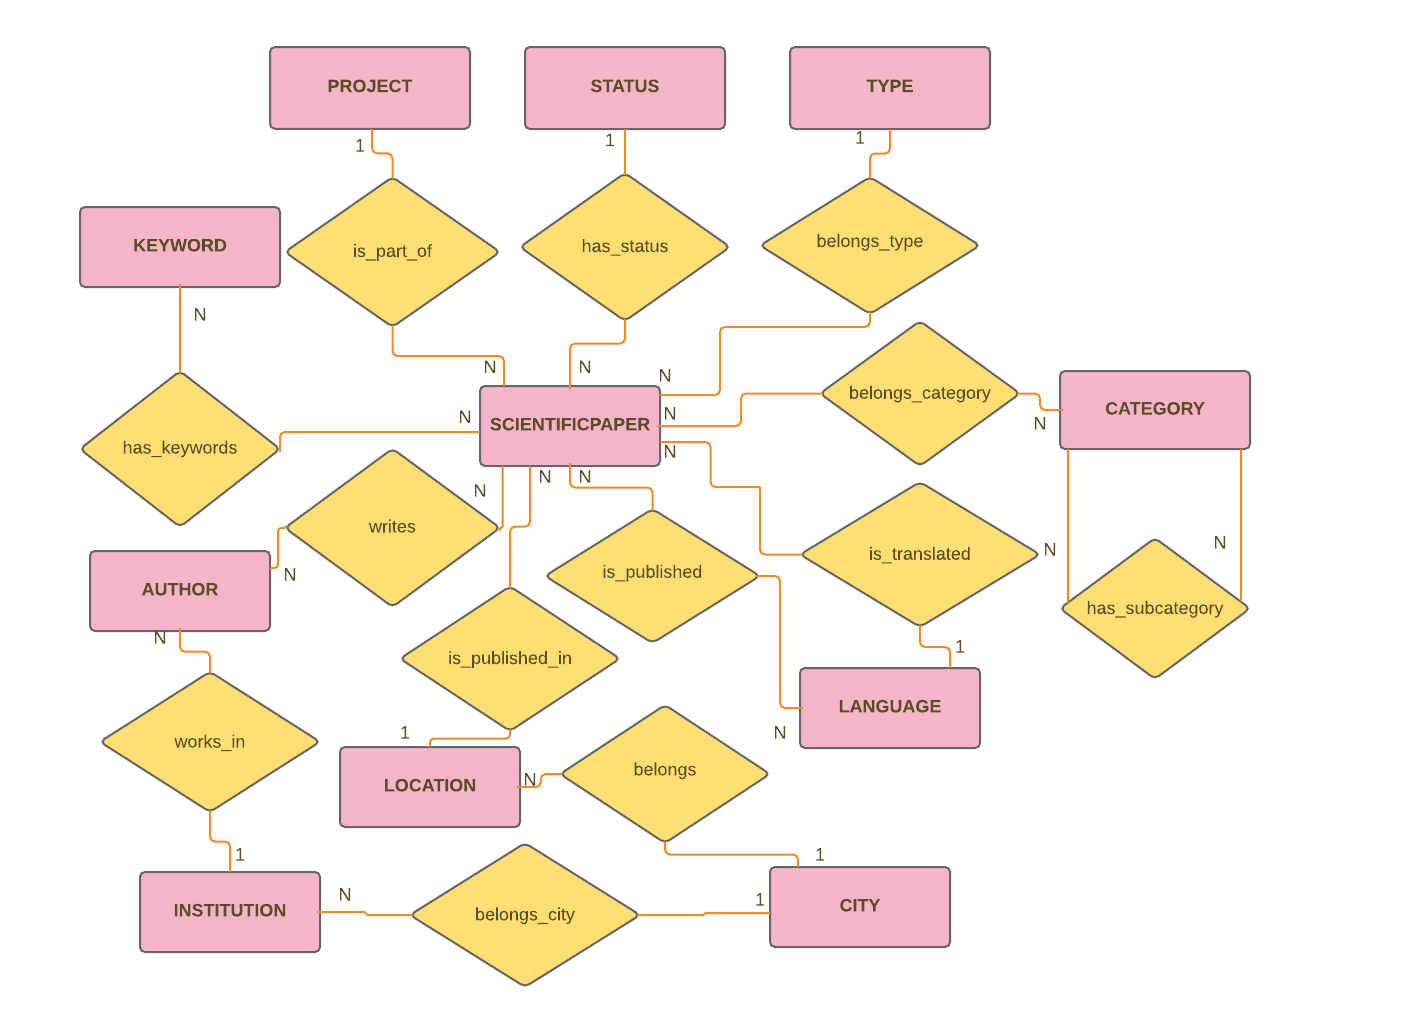 PROJECT
STATUS
TYPE
1
1
1
KEYWORD
is_part_of
has_status
belongs_type
N
N
N
N
belongs_category
CATEGORY
N
N
N
SCIENTIFICPAPER
has_keywords
N
N
N
N
writes
is_published
is_translated
N
N
N
AUTHOR
has_subcategory
N
is_published_in
1
LANGUAGE
works_in
1
N
belongs
LOCATION
N
1
1
N
1
INSTITUTION
belongs_city
CITY